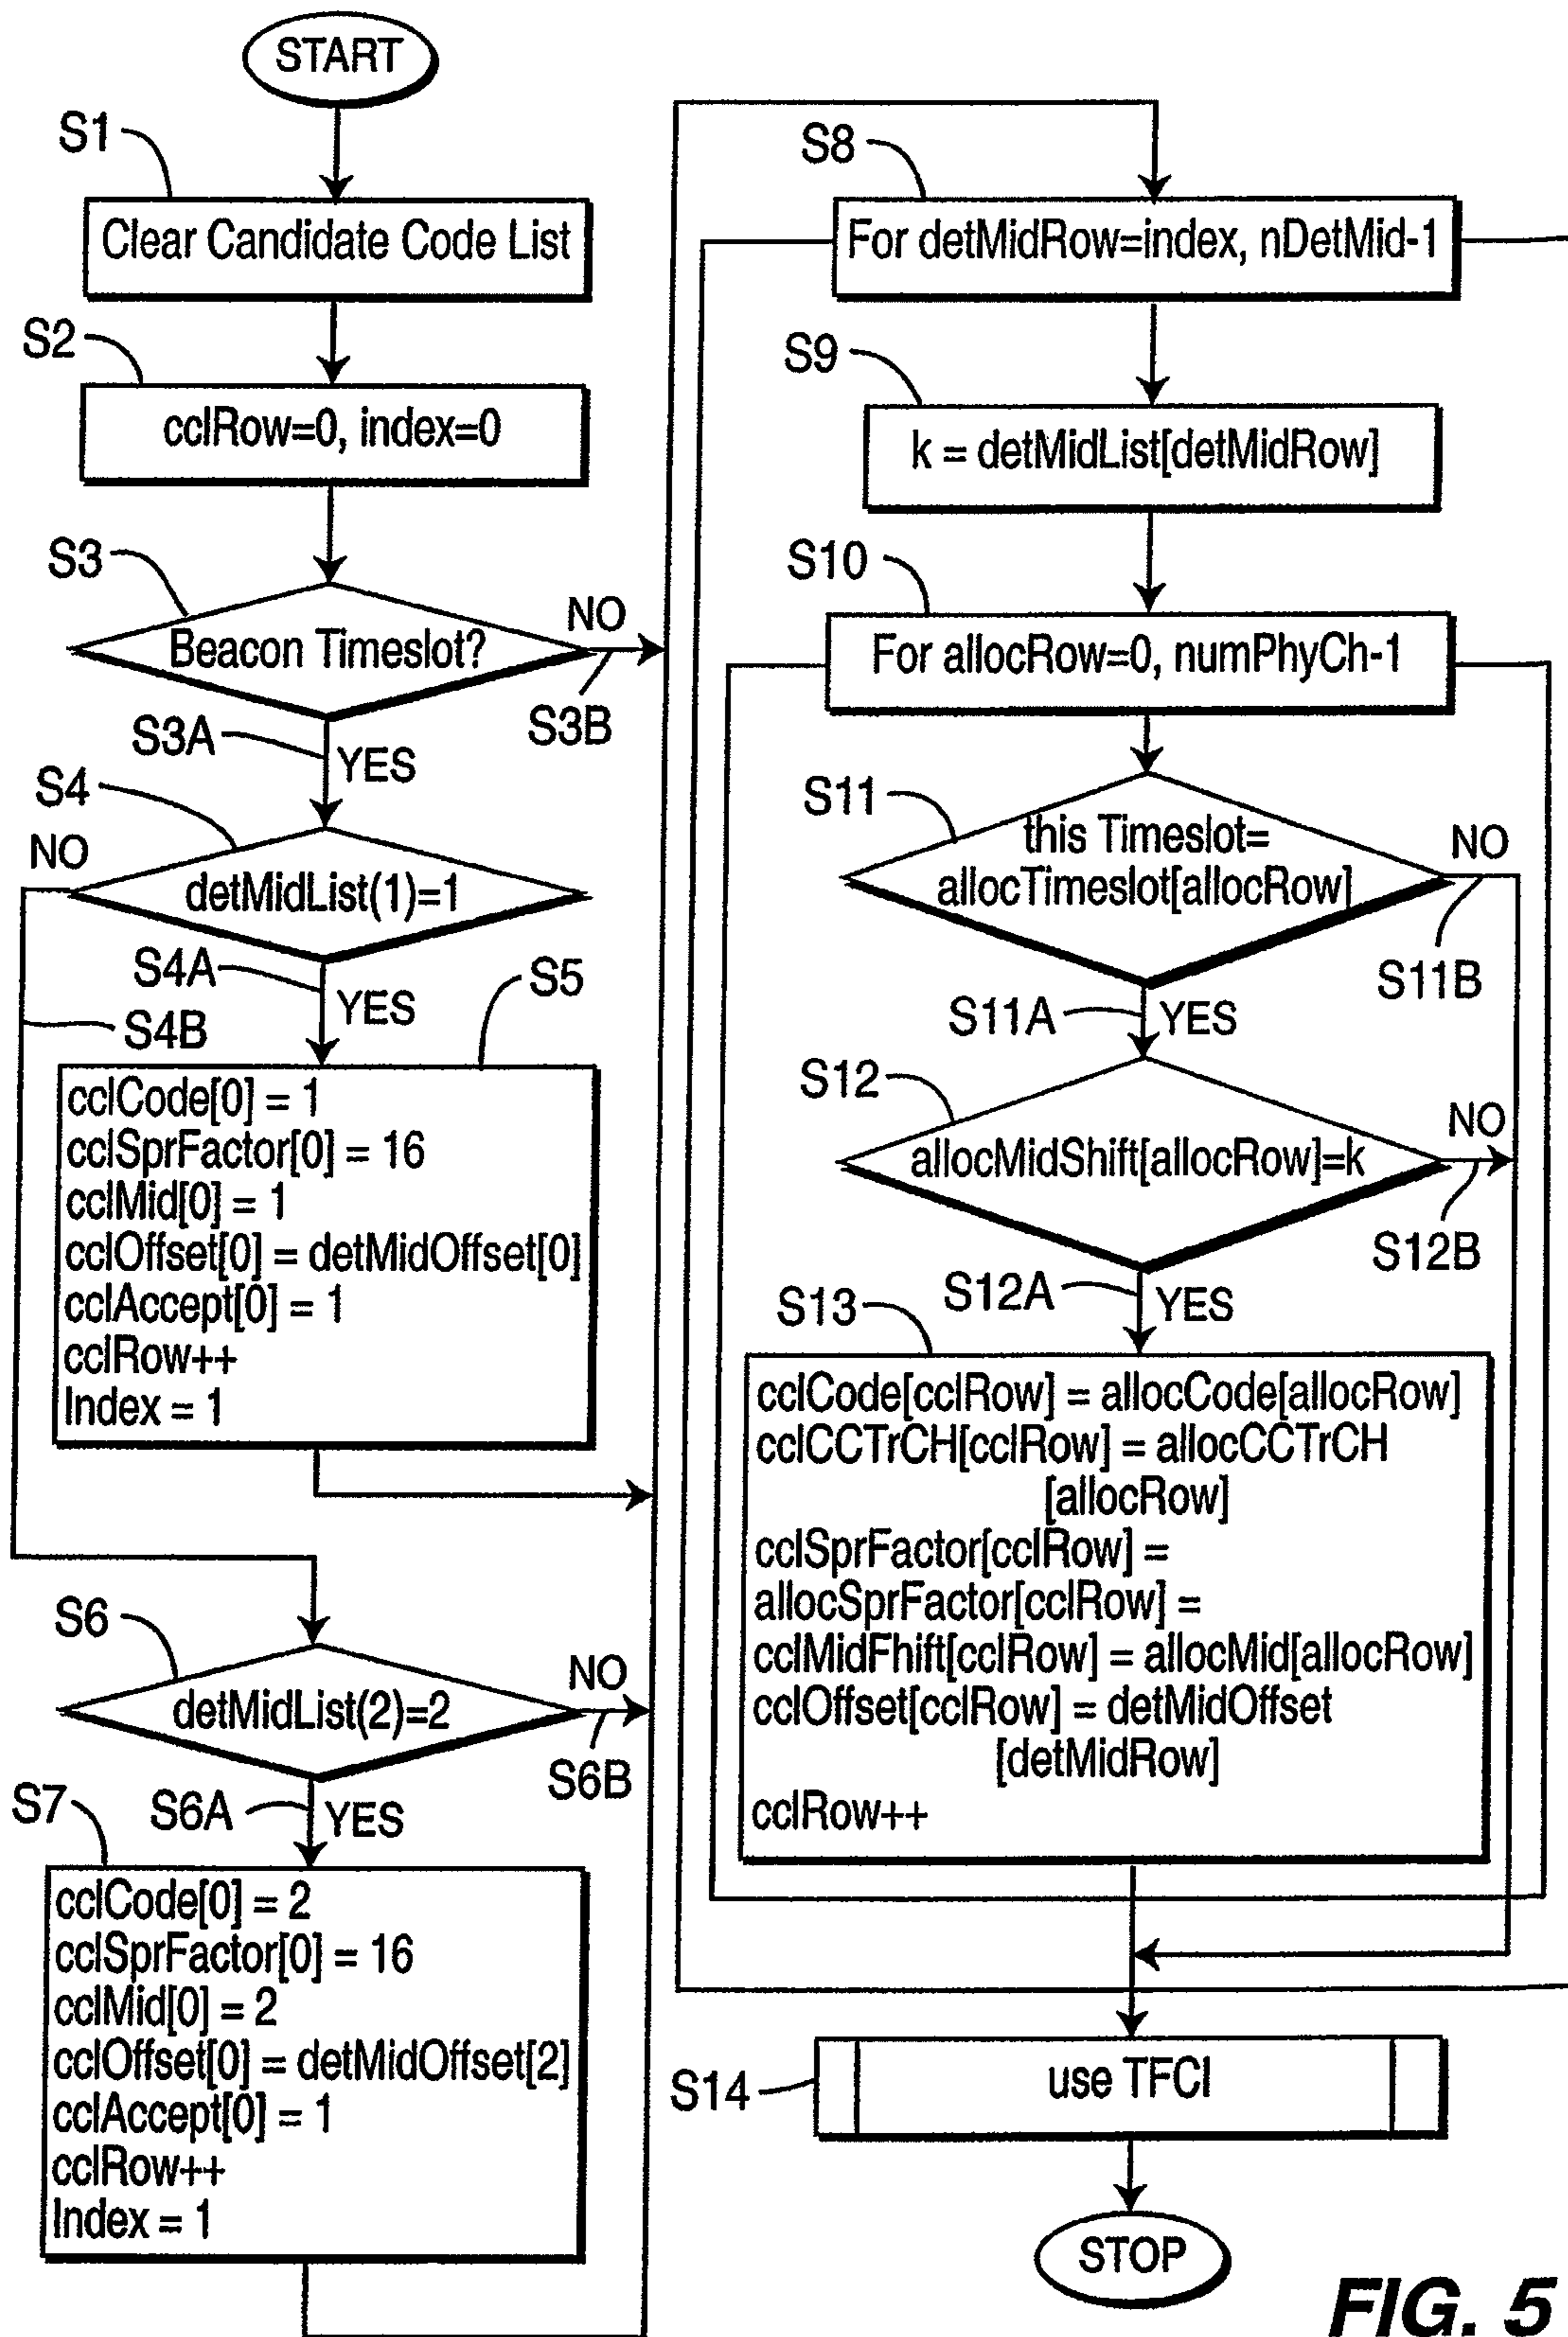 START
S1
Clear Candidate Code List
S2
cclRow=0, index=0
S3
Beacon Timeslot?
NO
S3B
S3A
YES
S4
NO
detMidList(1)=1
S4A
YES
S4B
S5
cclCode[0] = 1
cclSprFactor[0] = 16
cclMid[0] = 1
cclOffset[0] = detMidOffset[0]
cclAccept[0] = 1
cclRow++
Index = 1
S6
detMidList(2)=2
NO
S6B
S6A
YES
S7
cclCode[0] = 2
cclSprFactor[0] = 16
cclMid[0] = 2
cclOffset[0] = detMidOffset[2]
cclAccept[0] = 1
cclRow++
Index = 1
S8
For detMidRow=index, nDetMid-1
S9
k = detMidList[detMidRow]
S10
For allocRow=0, numPhyCh-1
S11
this Timeslot=
allocTimeslot[allocRow]
NO
S11B
S11A
YES
S12
allocMidShift[allocRow]=k
NO
S12B
S12A
YES
S13
cclCode[cclRow] = allocCode[allocRow]
cclCCTrCH[cclRow] = allocCCTrCH
[allocRow]
cclSprFactor[cclRow] =
allocSprFactor[cclRow] =
cclMidFhift[cclRow] = allocMid[allocRow]
cclOffset[cclRow] = detMidOffset
[detMidRow]
cclRow++
S14
use TFCI
STOP
FIG. 5